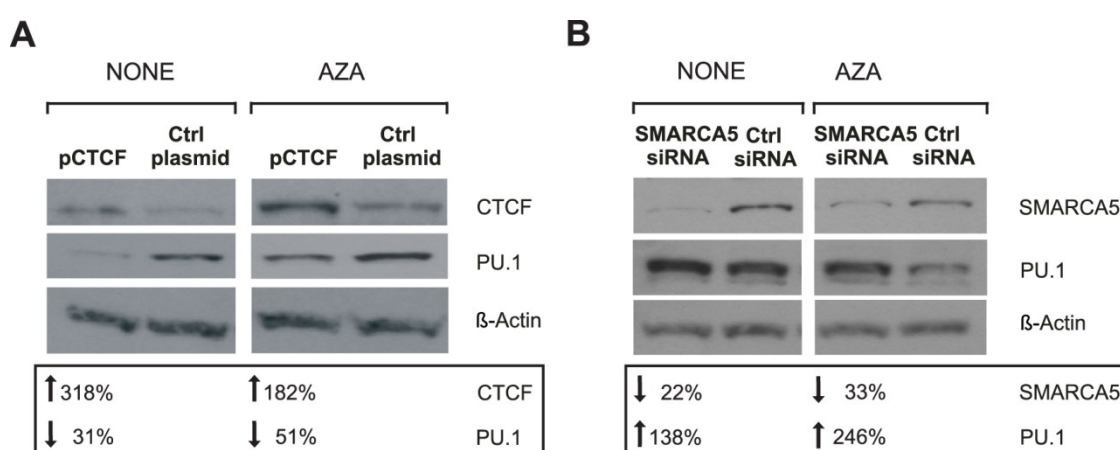 A
NONE
AZA
pCTCF
Ctrl
plasmid
pCTCF
Ctrl
plasmid
CTCF
PU.1
ß-Actin
↑318%
↑182%
CTCF
↓ 31%
↓ 51%
PU.1
B
NONE
AZA
SMARCA5
siRNA
Ctrl
siRNA
SMARCA5
siRNA
Ctrl
siRNA
SMARCA5
PU.1
ß-Actin
↓ 22%
↓ 33%
SMARCA5
↑138%
↑ 246%
PU.1